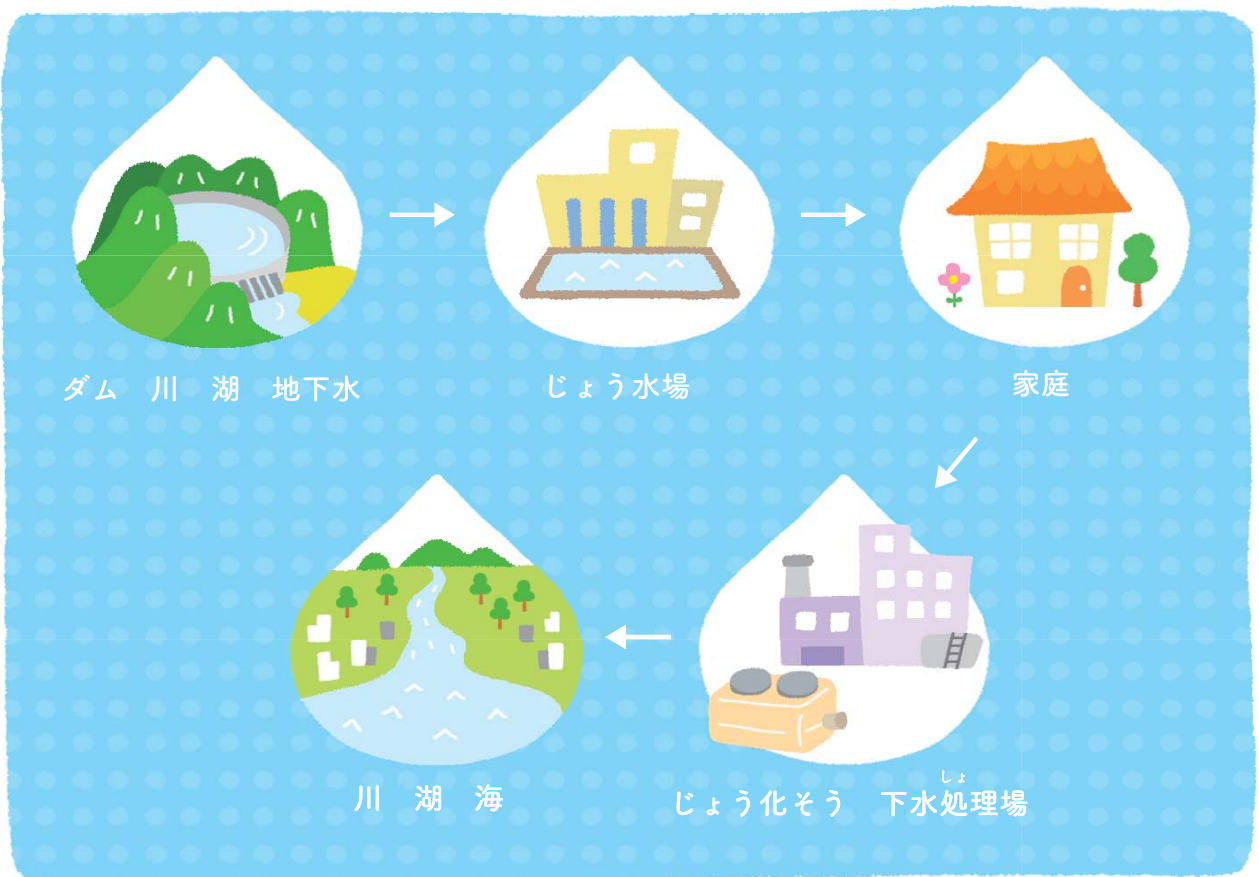 ダム　川　湖　地下水
じょう水場
家庭
川　湖　海
しょ
じょう化そう　下水処理場